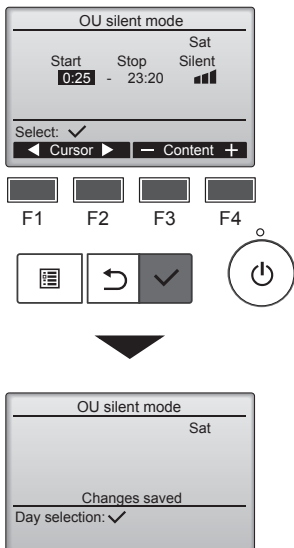 OU silent mode
Sat
Start Stop Silent
0:25 - 23:20
Select: ✓
◀ Cursor ▶ − Content +
F1 F2 F3 F4
OU silent mode
Sat
Changes saved
Day selection: ✓